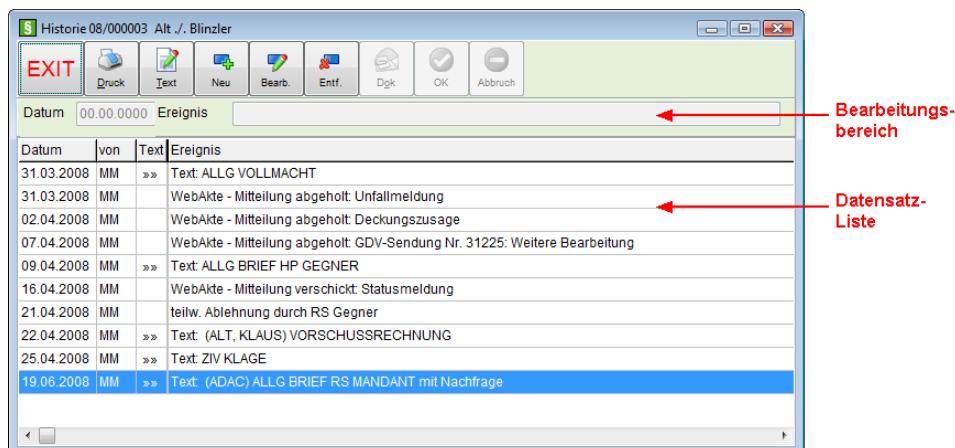 § Historie 08/000003 Alt ./. Blinzler
EXIT Druck Text Neu Bearb. Entf. Dok OK Abbruch
Datum 00.00.0000 Ereignis
Bearbeitungs-
bereich
Datum von Text Ereignis
31.03.2008 MM »» Text: ALLG VOLLMACHT
31.03.2008 MM WebAkte - Mitteilung abgeholt: Unfallmeldung
Datensatz-
Liste
02.04.2008 MM WebAkte - Mitteilung abgeholt: Deckungszusage
07.04.2008 MM WebAkte - Mitteilung abgeholt: GDV-Sendung Nr. 31225: Weitere Bearbeitung
09.04.2008 MM »» Text: ALLG BRIEF HP GEGNER
16.04.2008 MM WebAkte - Mitteilung verschickt: Statusmeldung
21.04.2008 MM teilw. Ablehnung durch RS Gegner
22.04.2008 MM »» Text: (ALT, KLAUS) VORSCHUSSRECHNUNG
25.04.2008 MM »» Text: ZIV KLAGE
19.06.2008 MM »» Text: (ADAC) ALLG BRIEF RS MANDANT mit Nachfrage